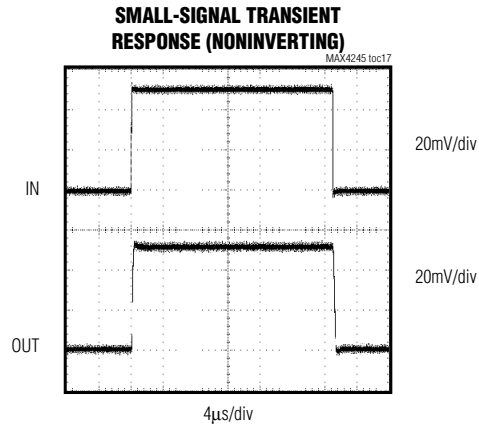 SMALL-SIGNAL TRANSIENT
RESPONSE (NONINVERTING)
MAX4245 toc17
IN
20mV/div
20mV/div
OUT
4μs/div